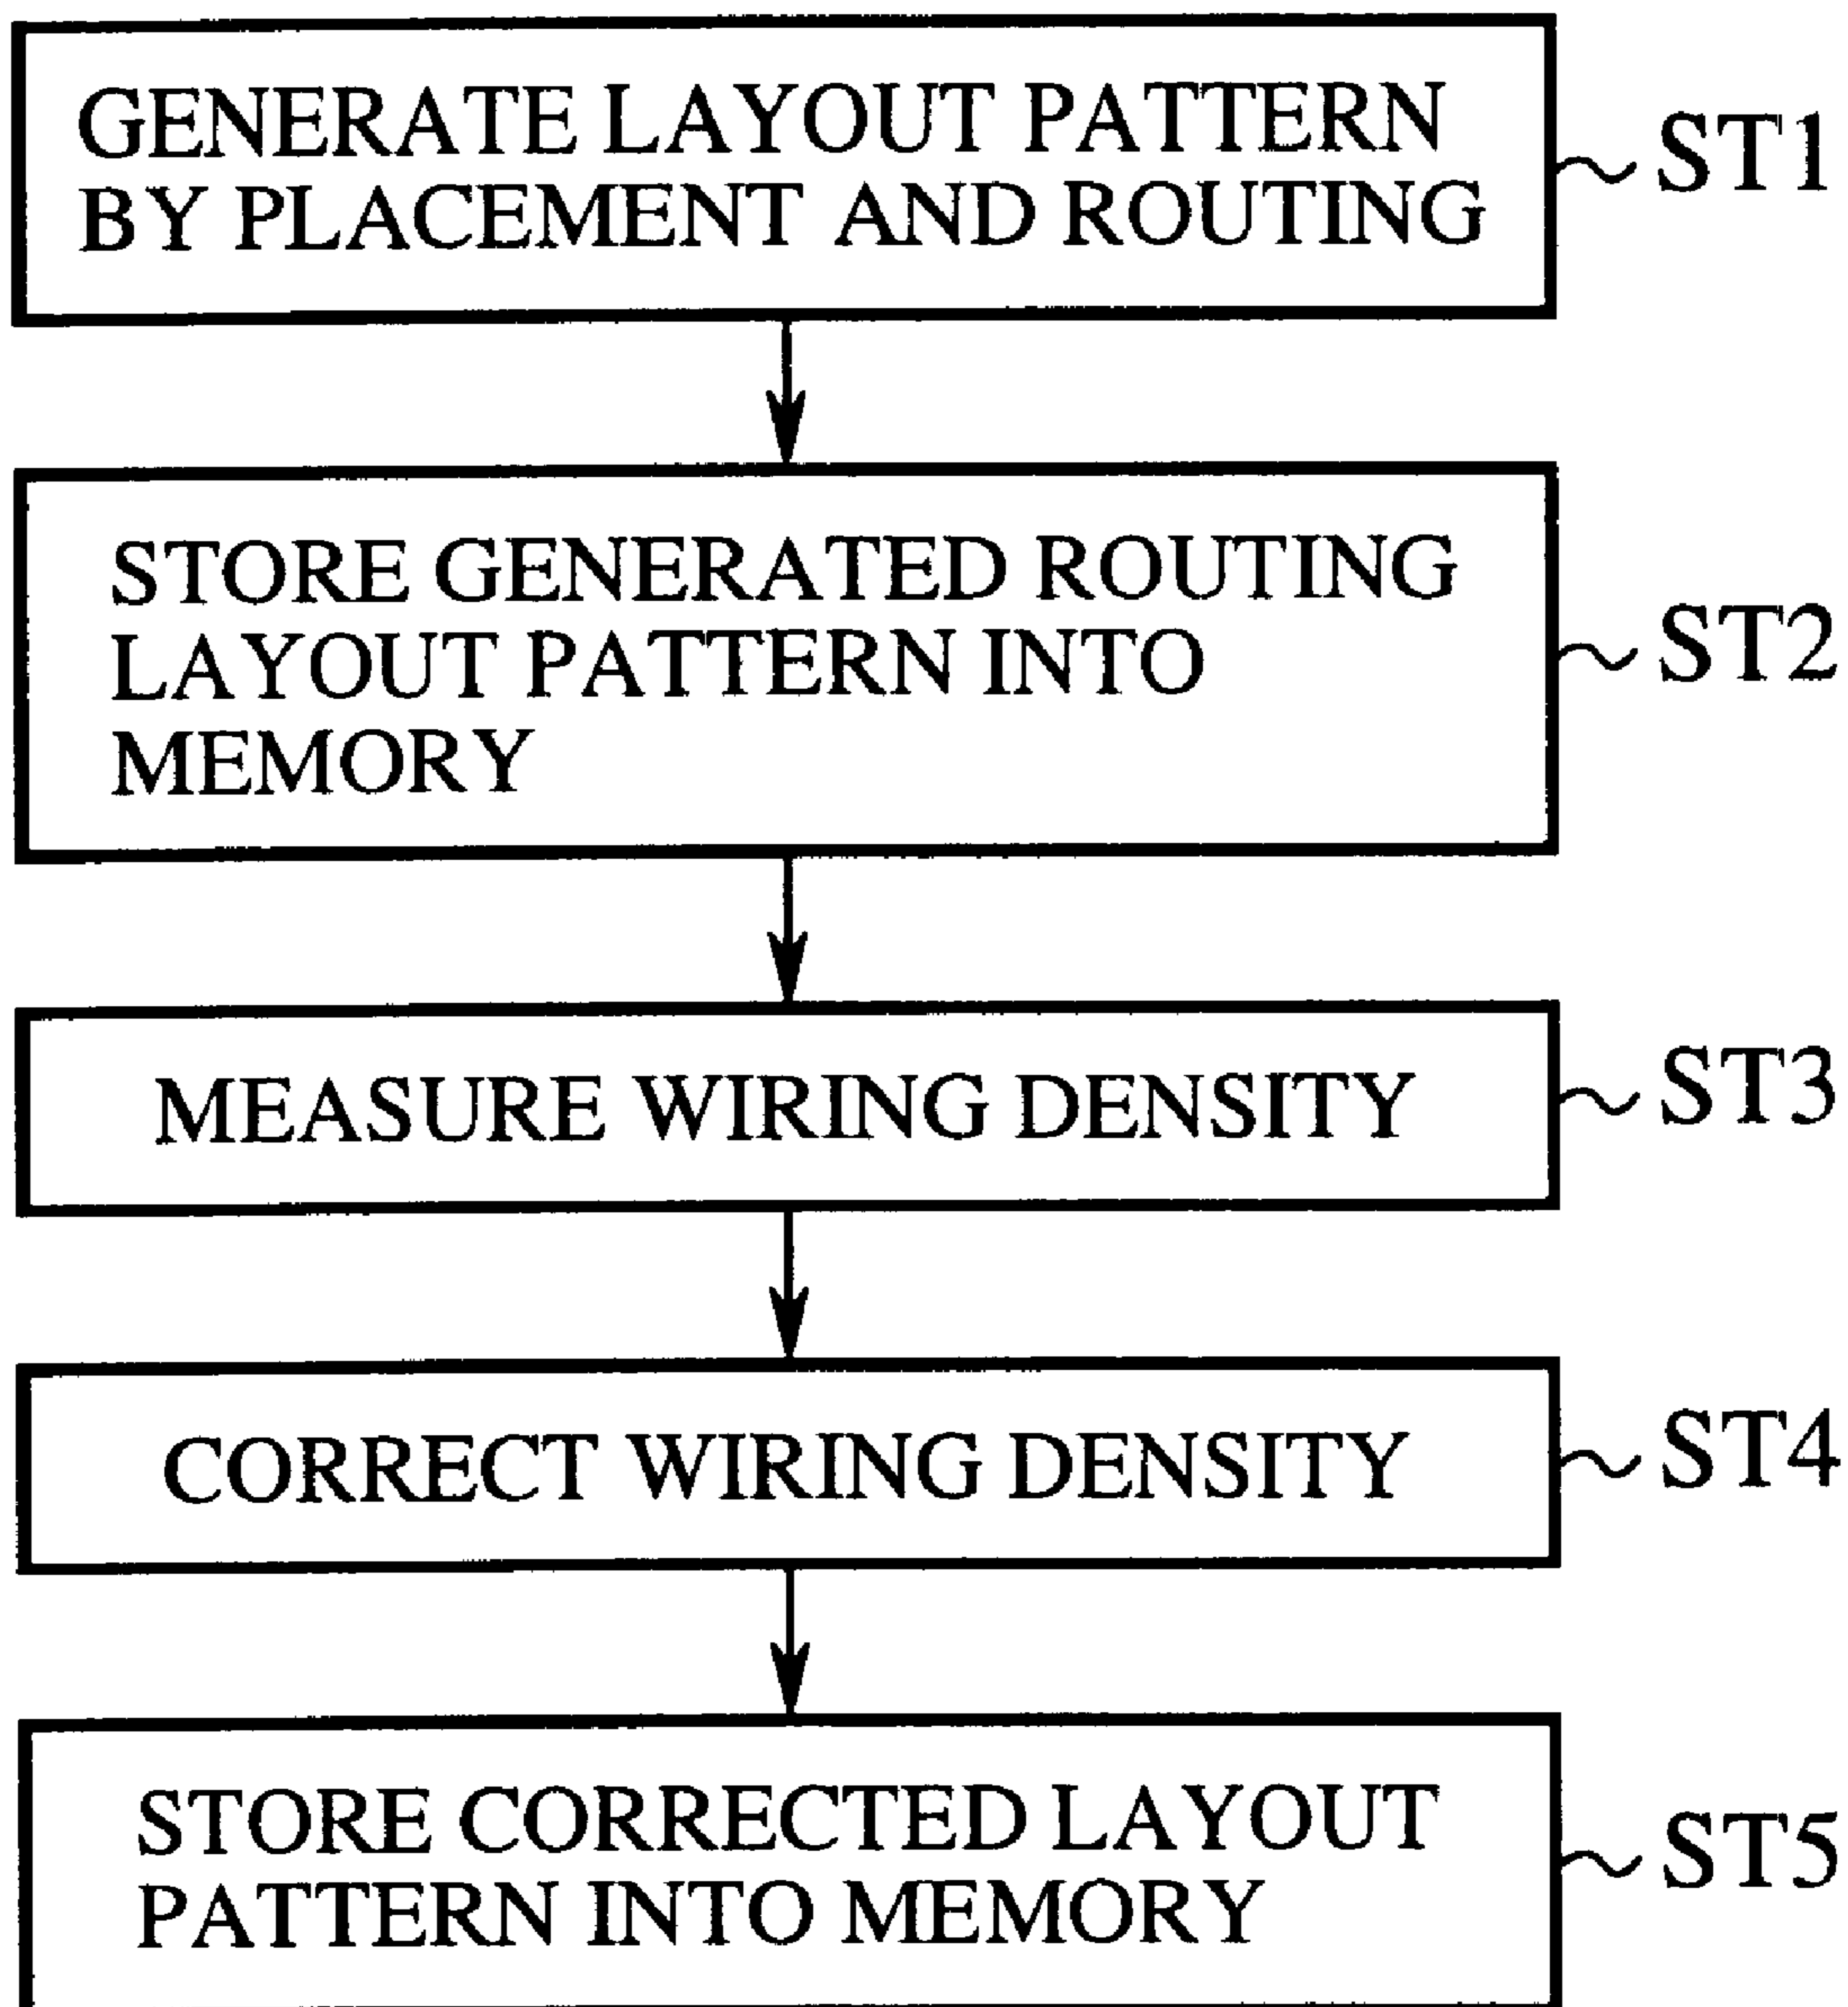 GENERATE LAYOUT PATTERN
BY PLACEMENT AND ROUTING
ST1
STORE GENERATED ROUTING
LAYOUT PATTERN INTO
MEMORY
ST2
MEASURE WIRING DENSITY
ST3
CORRECT WIRING DENSITY
ST4
STORE CORRECTED LAYOUT
PATTERN INTO MEMORY
ST5